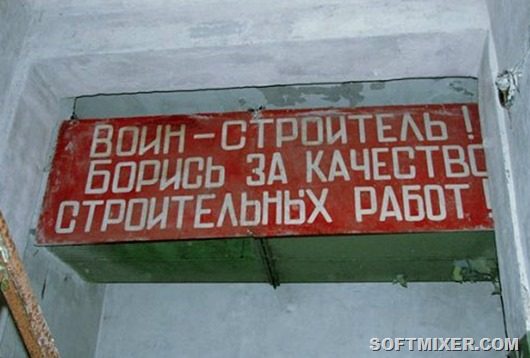 ВОИН – СТРОИТЕЛЬ !
БОРИСЬ ЗА КАЧЕСТВО
СТРОИТЕЛЬНЫХ РАБОТ !
SOFTMIXER.COM